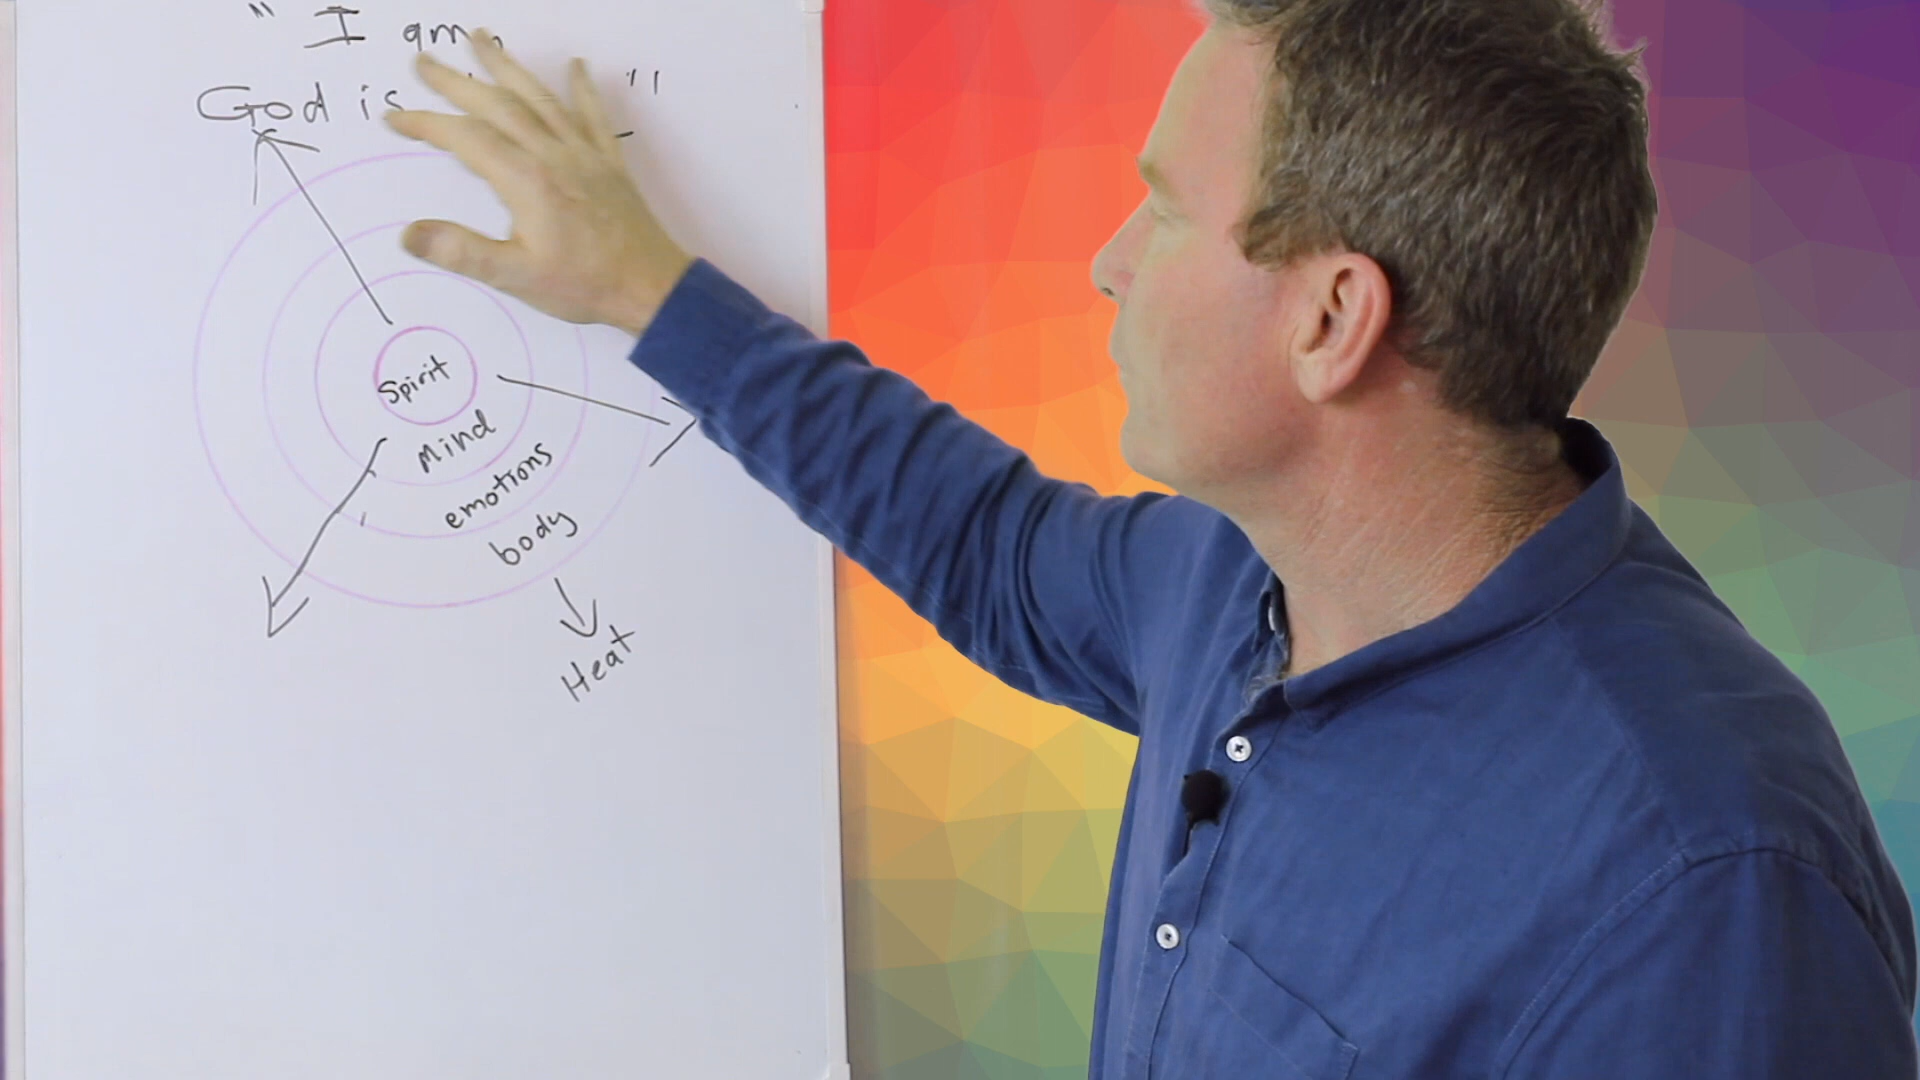 " I am,
God is "
Spirit
Mind
emotions
body
Heat